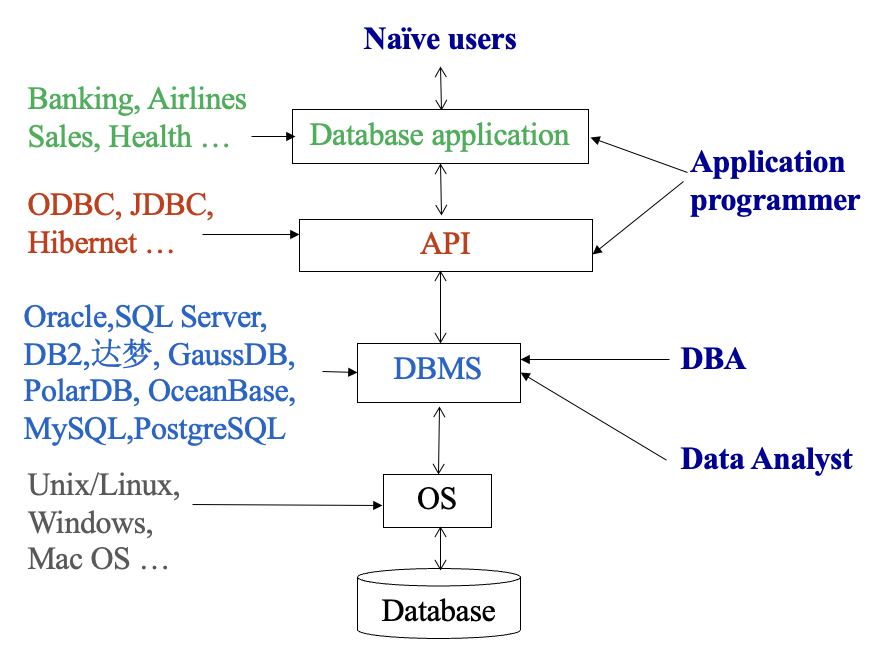 Naïve users
Banking, Airlines
Sales, Health …
Database application
Application
programmer
ODBC, JDBC,
Hibernet …
API
Oracle,SQL Server,
DB2,达梦, GaussDB,
PolarDB, OceanBase,
MySQL,PostgreSQL
DBMS
DBA
Data Analyst
Unix/Linux,
Windows,
Mac OS …
OS
Database